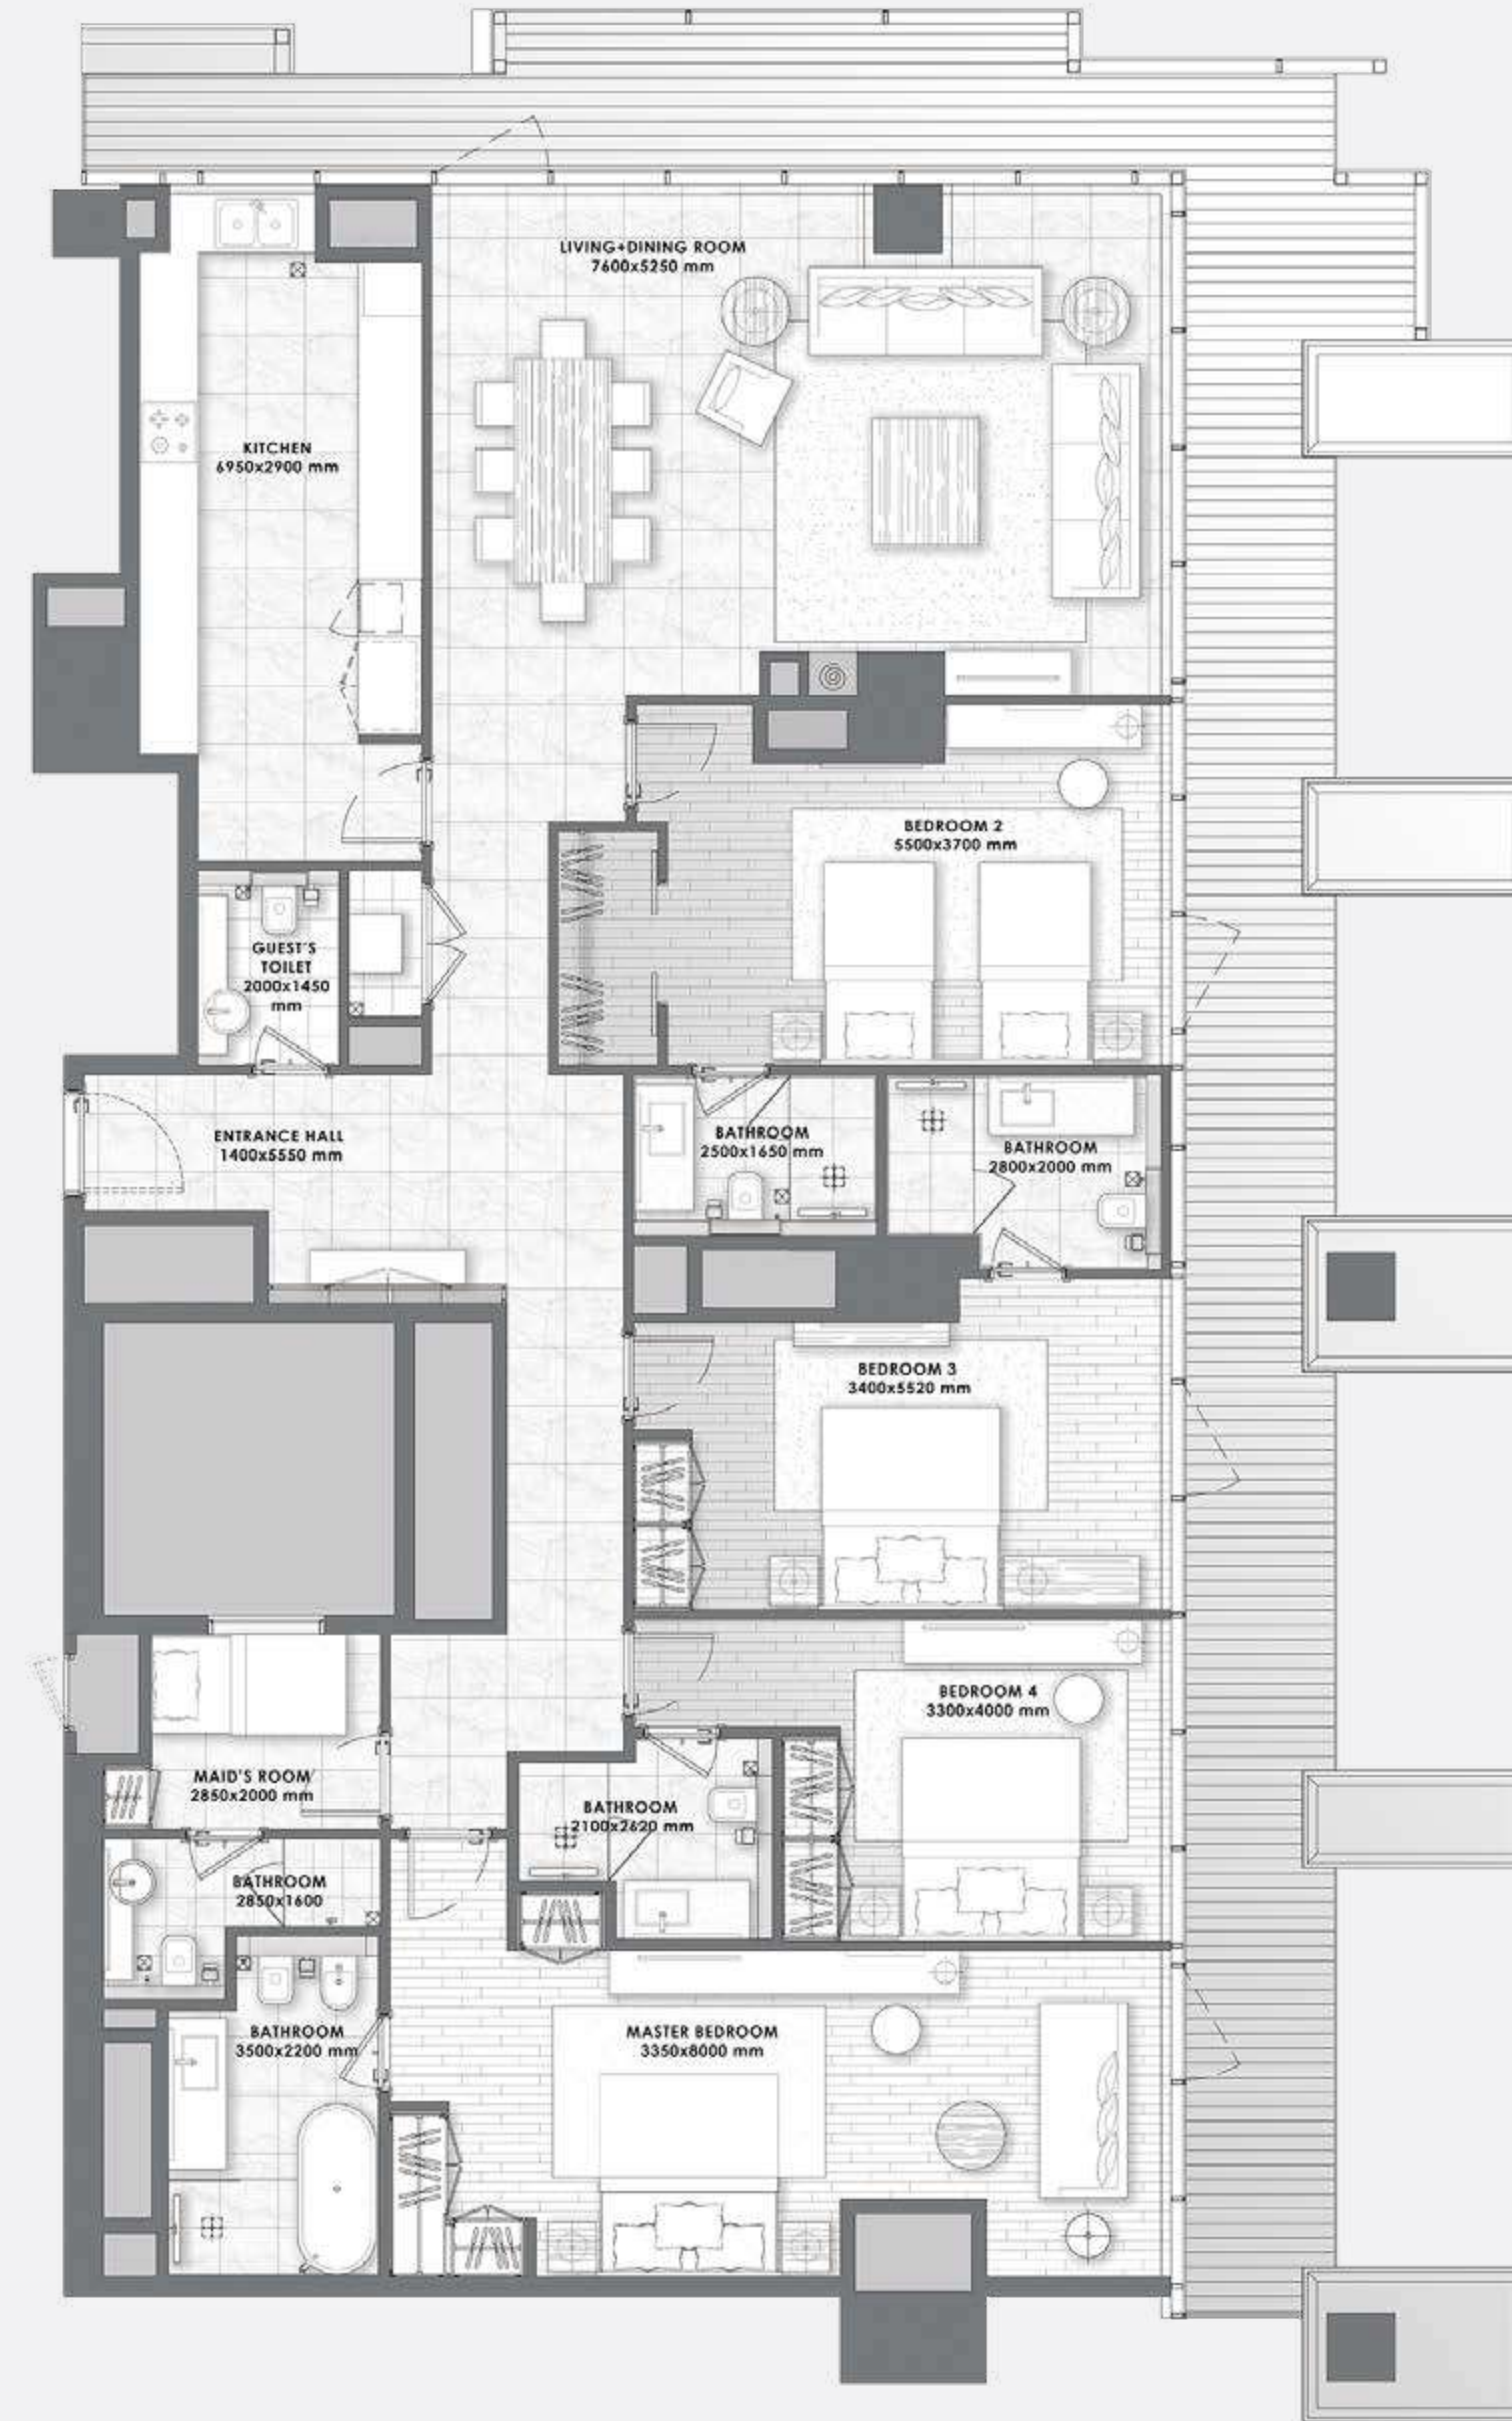 LIVING+DINING ROOM
7600x5250 mm
KITCHEN
6950x2900 mm
BEDROOM 2
5500x3700 mm
GUEST'S
TOILET
2000x1450
mm
ENTRANCE HALL
1400x5550 mm
BATHROOM
2500x1650 mm
BATHROOM
2800x2000 mm
BEDROOM 3
3400x5520 mm
BEDROOM 4
3300x4000 mm
MAID'S ROOM
2850x2000 mm
BATHROOM
2100x2620 mm
BATHROOM
2850x1600
BATHROOM
3500x2200 mm
MASTER BEDROOM
3350x8000 mm